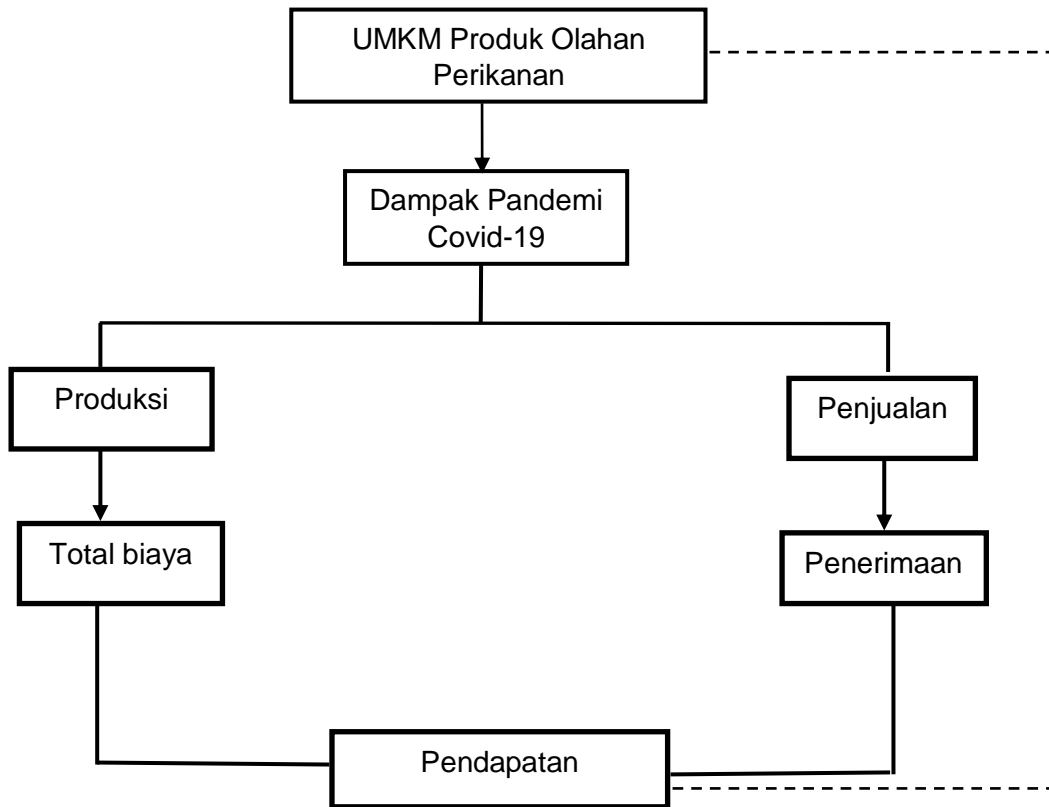 UMKM Produk Olahan
Perikanan
Dampak Pandemi
Covid-19
Produksi
Penjualan
Total biaya
Penerimaan
Pendapatan